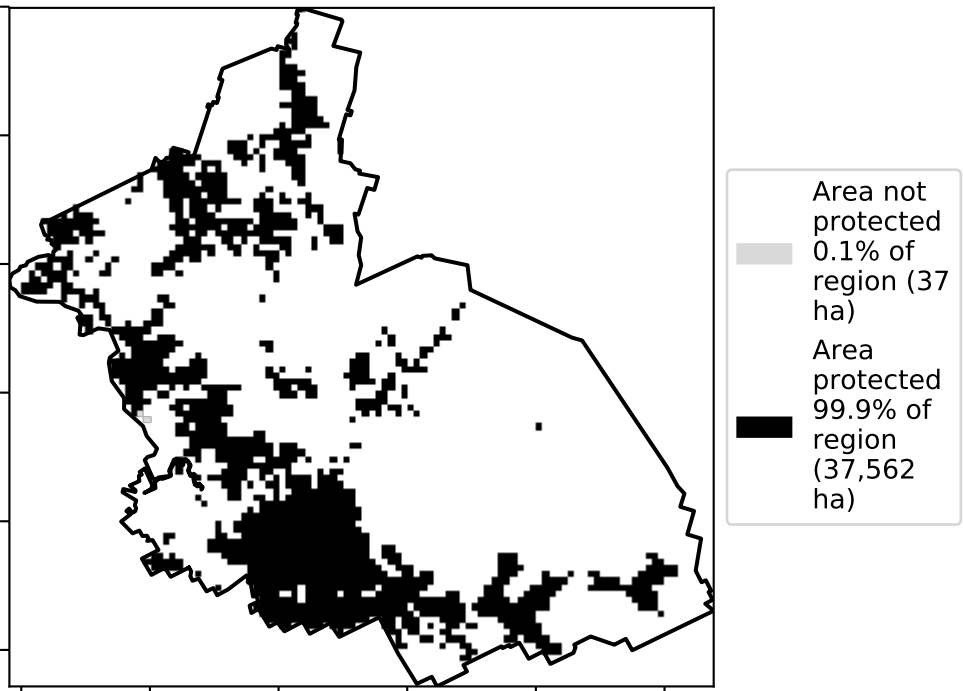 Area not
protected
0.1% of
region (37
ha)
Area
protected
99.9% of
region
(37,562
ha)